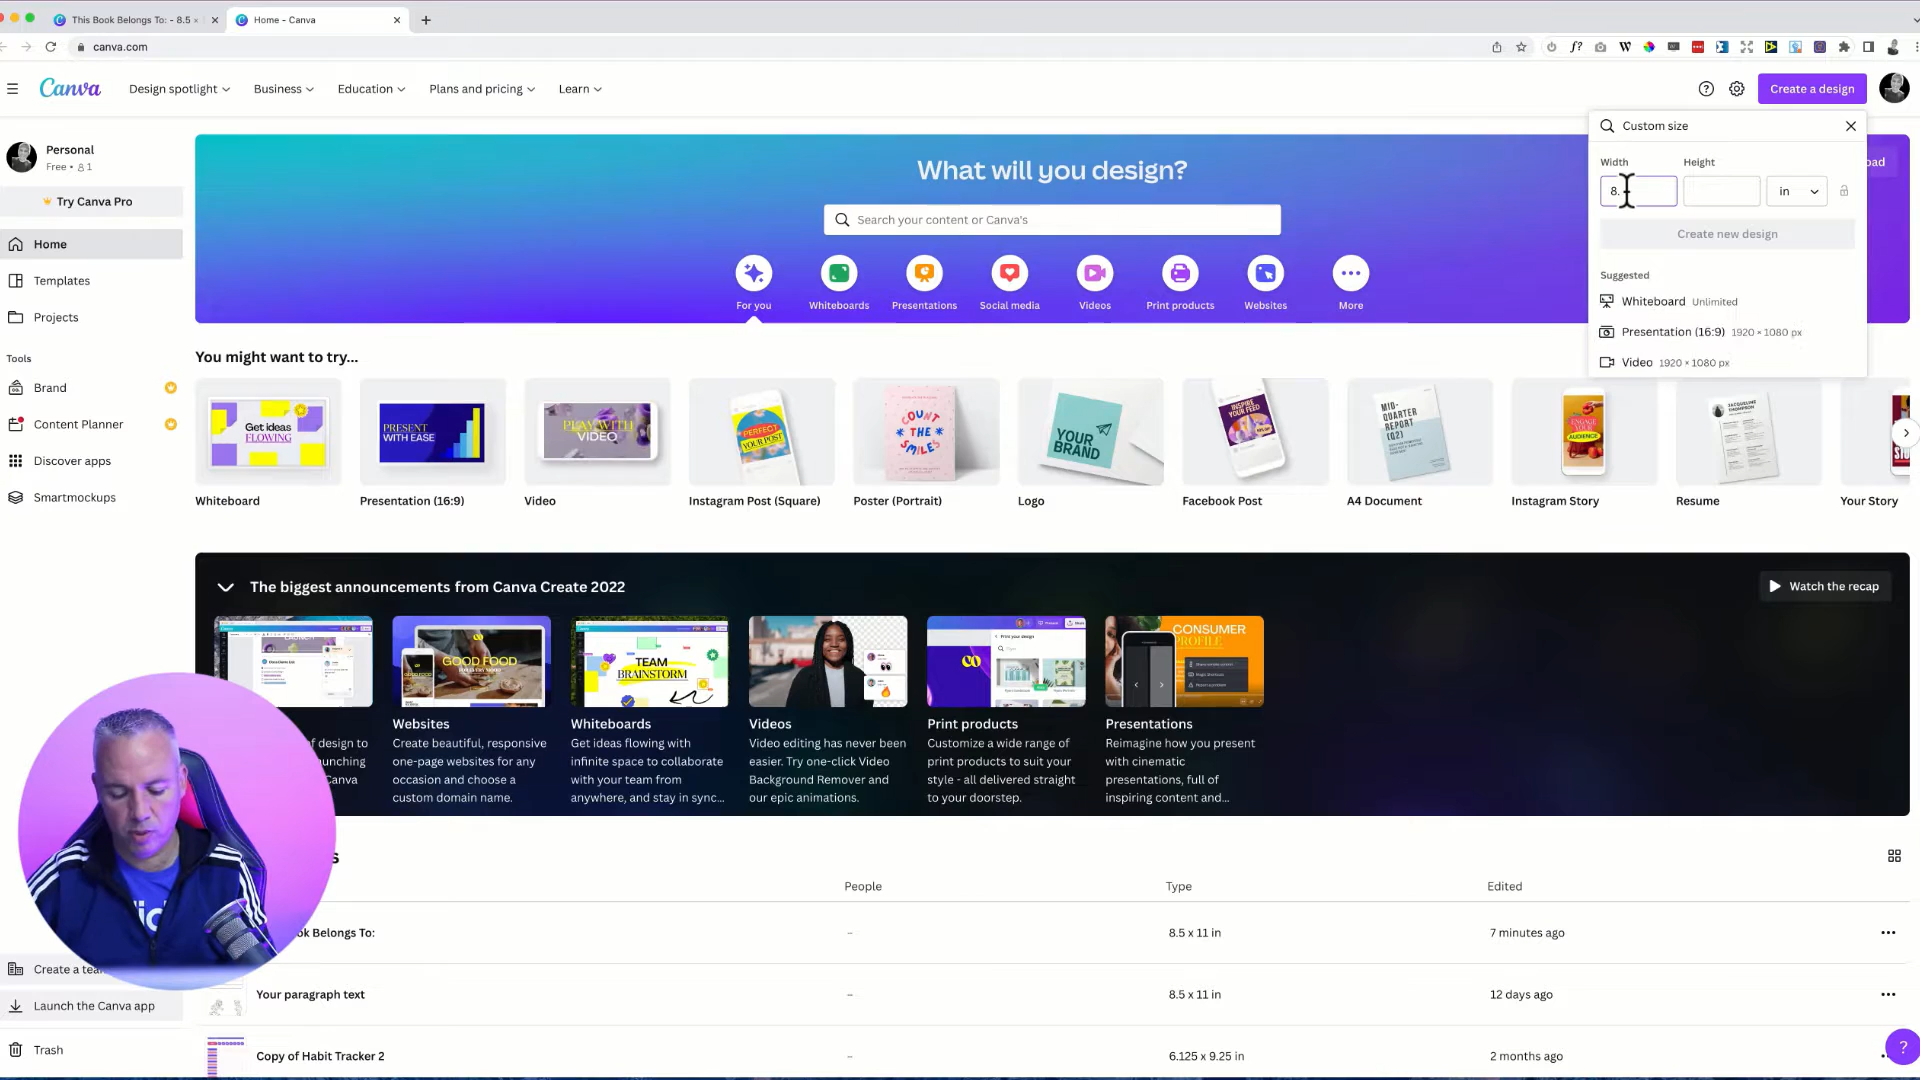 This Book Belongs To: - 8.5 ×
Home - Canva
canva.com
Canva
Design spotlight
Business
Education
Plans and pricing
Learn
Create a design
Personal
Free • 1
Try Canva Pro
Home
Templates
Projects
Tools
Brand
Content Planner
Discover apps
Smartmockups
What will you design?
Search your content or Canva's
For you
Whiteboards
Presentations
Social media
Videos
Print products
Websites
More
Custom size
Width
Height
8.
in
Create new design
Suggested
Whiteboard Unlimited
Presentation (16:9) 1920 × 1080 px
Video 1920 × 1080 px
You might want to try...
Get ideas
FLOWING
PRESENT
WITH EASE
PLAY WITH
VIDEO
PERFECT
YOUR POST
COUNT
THE
SMILES
YOUR
BRAND
INSPIRE
YOUR FEED
MID-
QUARTER
REPORT
(Q2)
ENGAGE
YOUR
AUDIENCE
Whiteboard
Presentation (16:9)
Video
Instagram Post (Square)
Poster (Portrait)
Logo
Facebook Post
A4 Document
Instagram Story
Resume
Your Story
The biggest announcements from Canva Create 2022
Watch the recap
GOOD FOOD
TEAM
BRAINSTORM
CONSUMER
PROFILE
Websites
Create beautiful, responsive
one-page websites for any
occasion and choose a
custom domain name.
Whiteboards
Get ideas flowing with
infinite space to collaborate
with your team from
anywhere, and stay in sync...
Videos
Video editing has never been
easier. Try one-click Video
Background Remover and
our epic animations.
Print products
Customize a wide range of
print products to suit your
style - all delivered straight
to your doorstep.
Presentations
Reimagine how you present
with cinematic
presentations, full of
inspiring content and...
of design to
Canva
People
Type
Edited
Belongs To:
–
8.5 x 11 in
7 minutes ago
Your paragraph text
–
8.5 x 11 in
12 days ago
Copy of Habit Tracker 2
–
6.125 x 9.25 in
2 months ago
Create a
Launch the Canva app
Trash
?